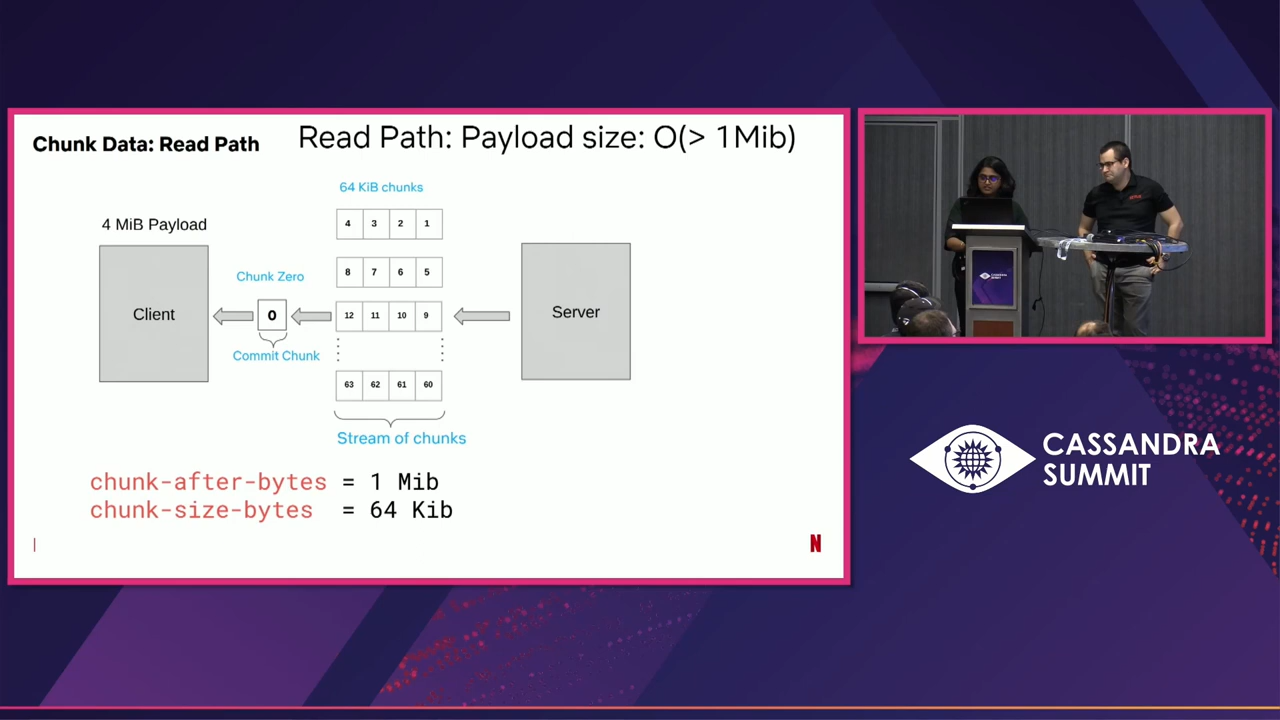 Chunk Data: Read Path
Read Path: Payload size: O(> 1Mib)
64 KiB chunks
4 MiB Payload
4 3 2 1
8 7 6 5
Chunk Zero
Client
0
12 11 10 9
Server
Commit Chunk
63 62 61 60
Stream of chunks
chunk-after-bytes = 1 Mib
chunk-size-bytes = 64 Kib
N
CASSANDRA
SUMMIT